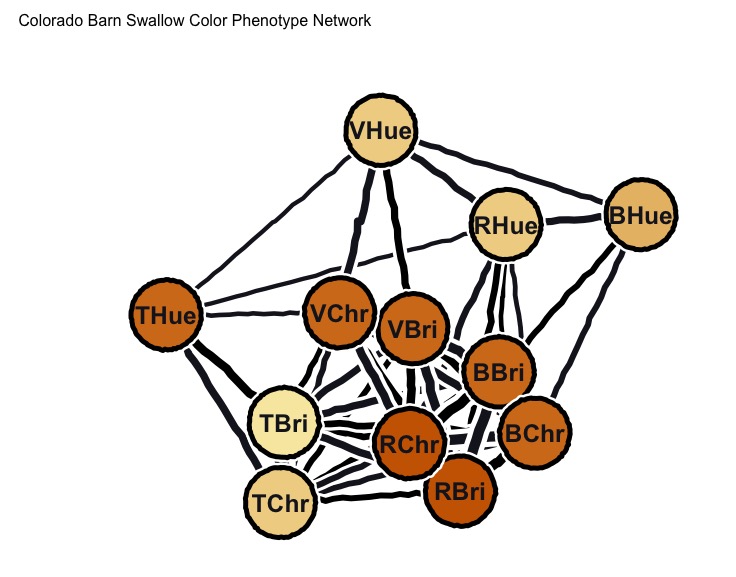 Colorado Barn Swallow Color Phenotype Network
VHue
RHue
BHue
THue
VChr
VBri
BBri
TBri
RChr
BChr
TChr
RBri